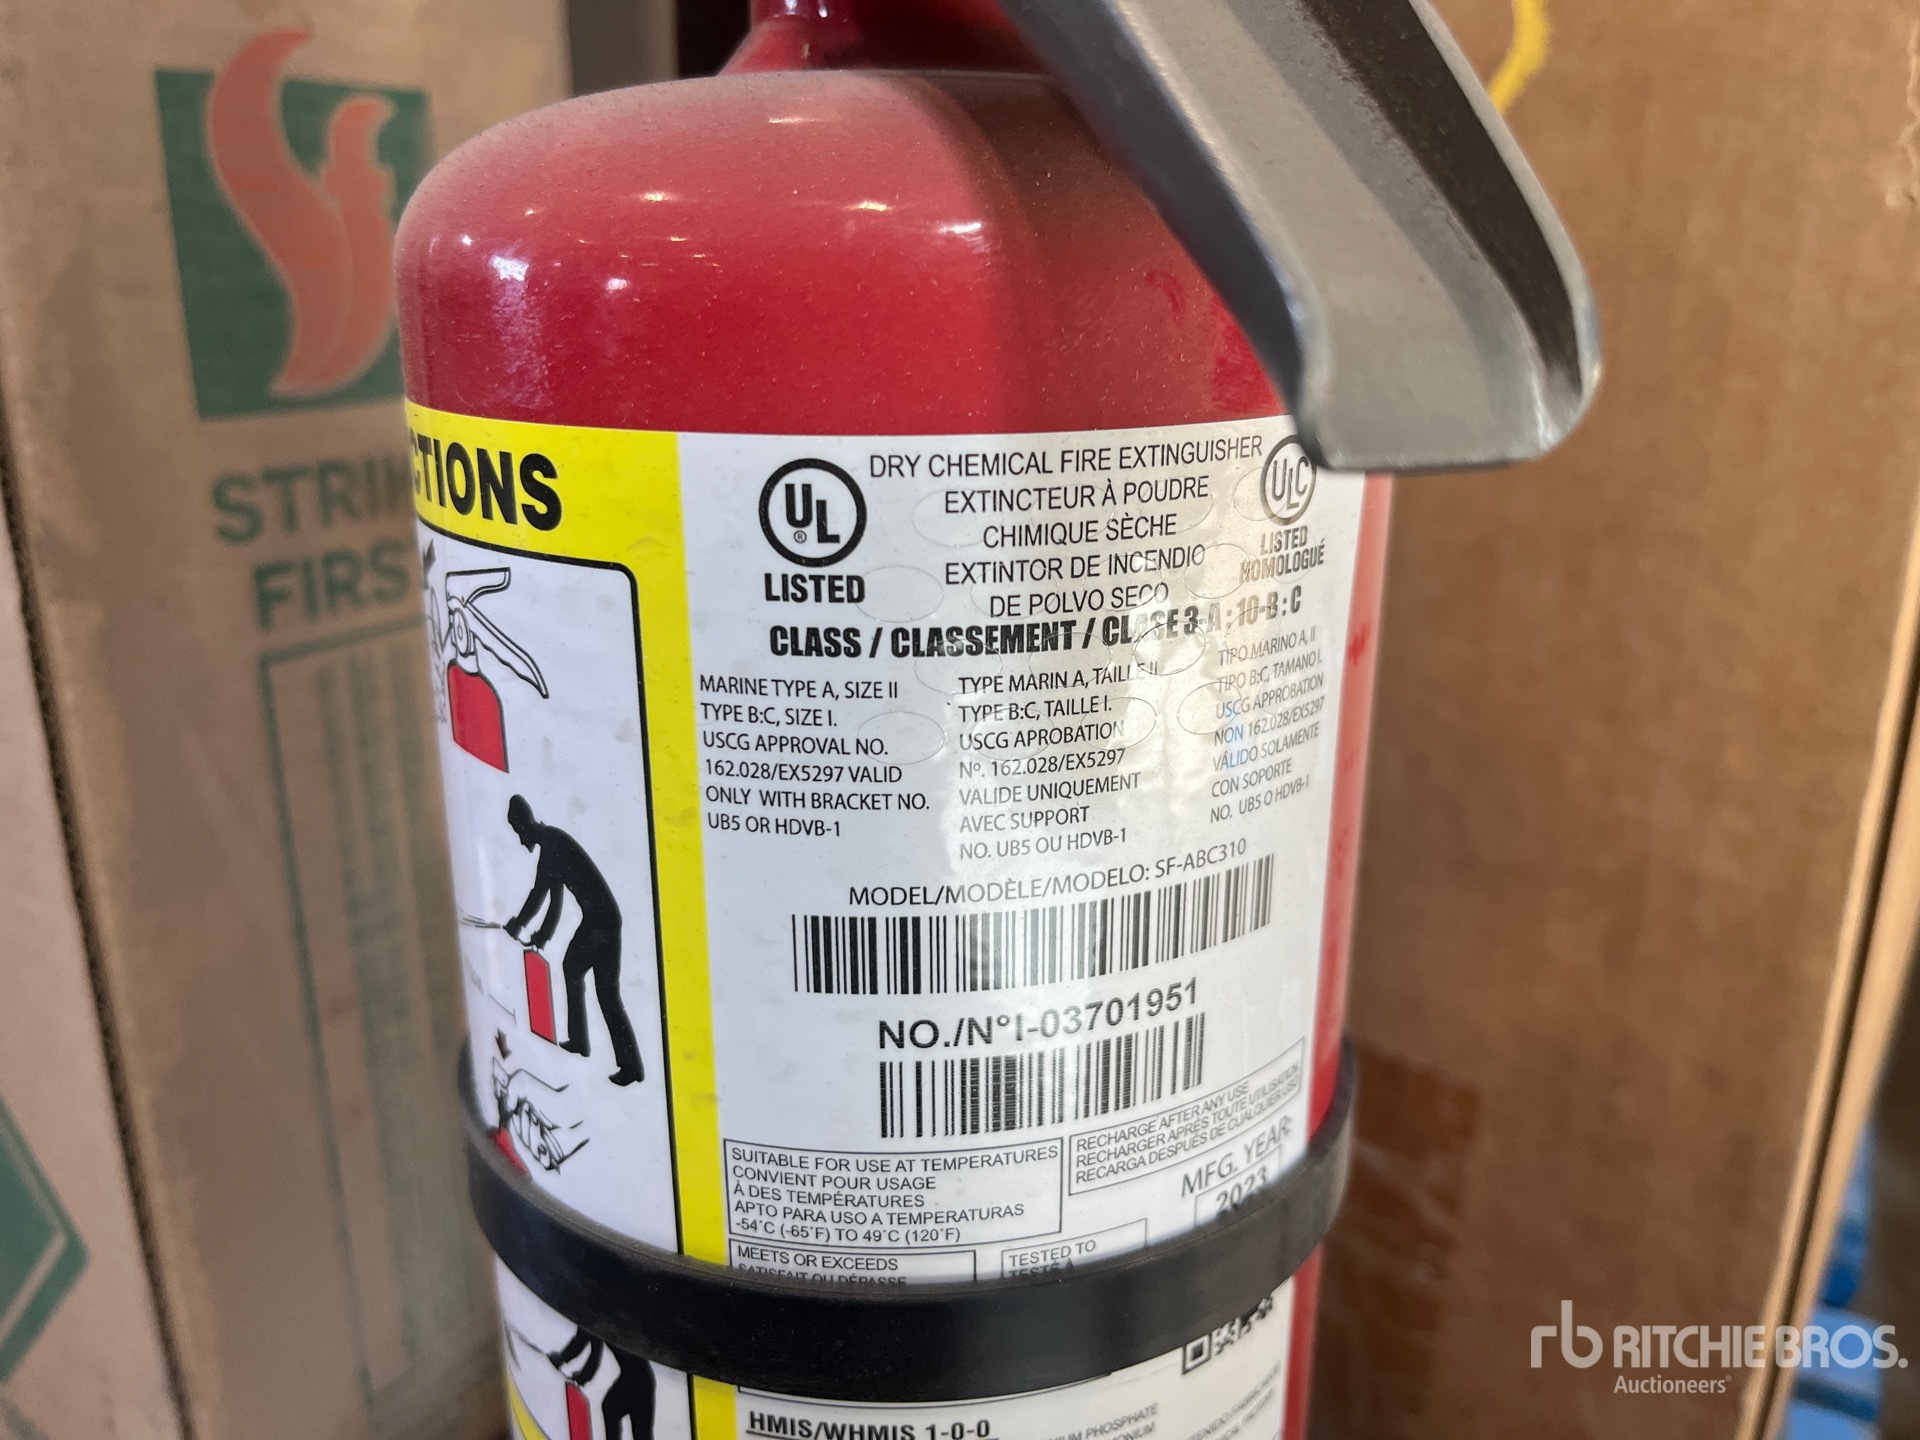 STRI
FIRS
CTIONS
UL
®
LISTED
DRY CHEMICAL FIRE EXTINGUISHER
EXTINCTEUR À POUDRE
CHIMIQUE SÈCHE
EXTINTOR DE INCENDIO
DE POLVO SECO
ULC
LISTED
HOMOLOGUÉ
CLASS / CLASSEMENT / CLASE 3-A : 10-B : C
MARINE TYPE A, SIZE II
TYPE B:C, SIZE I.
USCG APPROVAL NO.
162.028/EX5297 VALID
ONLY WITH BRACKET NO.
UB5 OR HDVB-1
TYPE MARIN A, TAILLE II
TYPE B:C, TAILLE I.
USCG APROBATION
Nº. 162.028/EX5297
VALIDE UNIQUEMENT
AVEC SUPPORT
NO. UB5 OU HDVB-1
TIPO MARINO A, II
TIPO B:C, TAMANO I.
USCG APPROBATION
NON 162.028/EX5297
VÁLIDO SOLAMENTE
CON SOPORTE
NO. UB5 O HDVB-1
MODEL/MODÈLE/MODELO: SF-ABC310
NO./N°I-03701951
SUITABLE FOR USE AT TEMPERATURES
CONVIENT POUR USAGE
À DES TEMPÉRATURES
APTO PARA USO A TEMPERATURAS
-54°C (-65°F) TO 49°C (120°F)
RECHARGE AFTER ANY USE
RECHARGER APRÈS TOUTE UTILISATION
RECARGA DESPUÉS DE CUALQUIER USO
MFG. YEAR:
2023
MEETS OR EXCEEDS
SATISFAIT OU DÉPASSE
TESTED TO
TESTÉ À
HMIS/WHMIS 1-0-0
PHOSPHATE
rb RITCHIE BROS.
Auctioneers